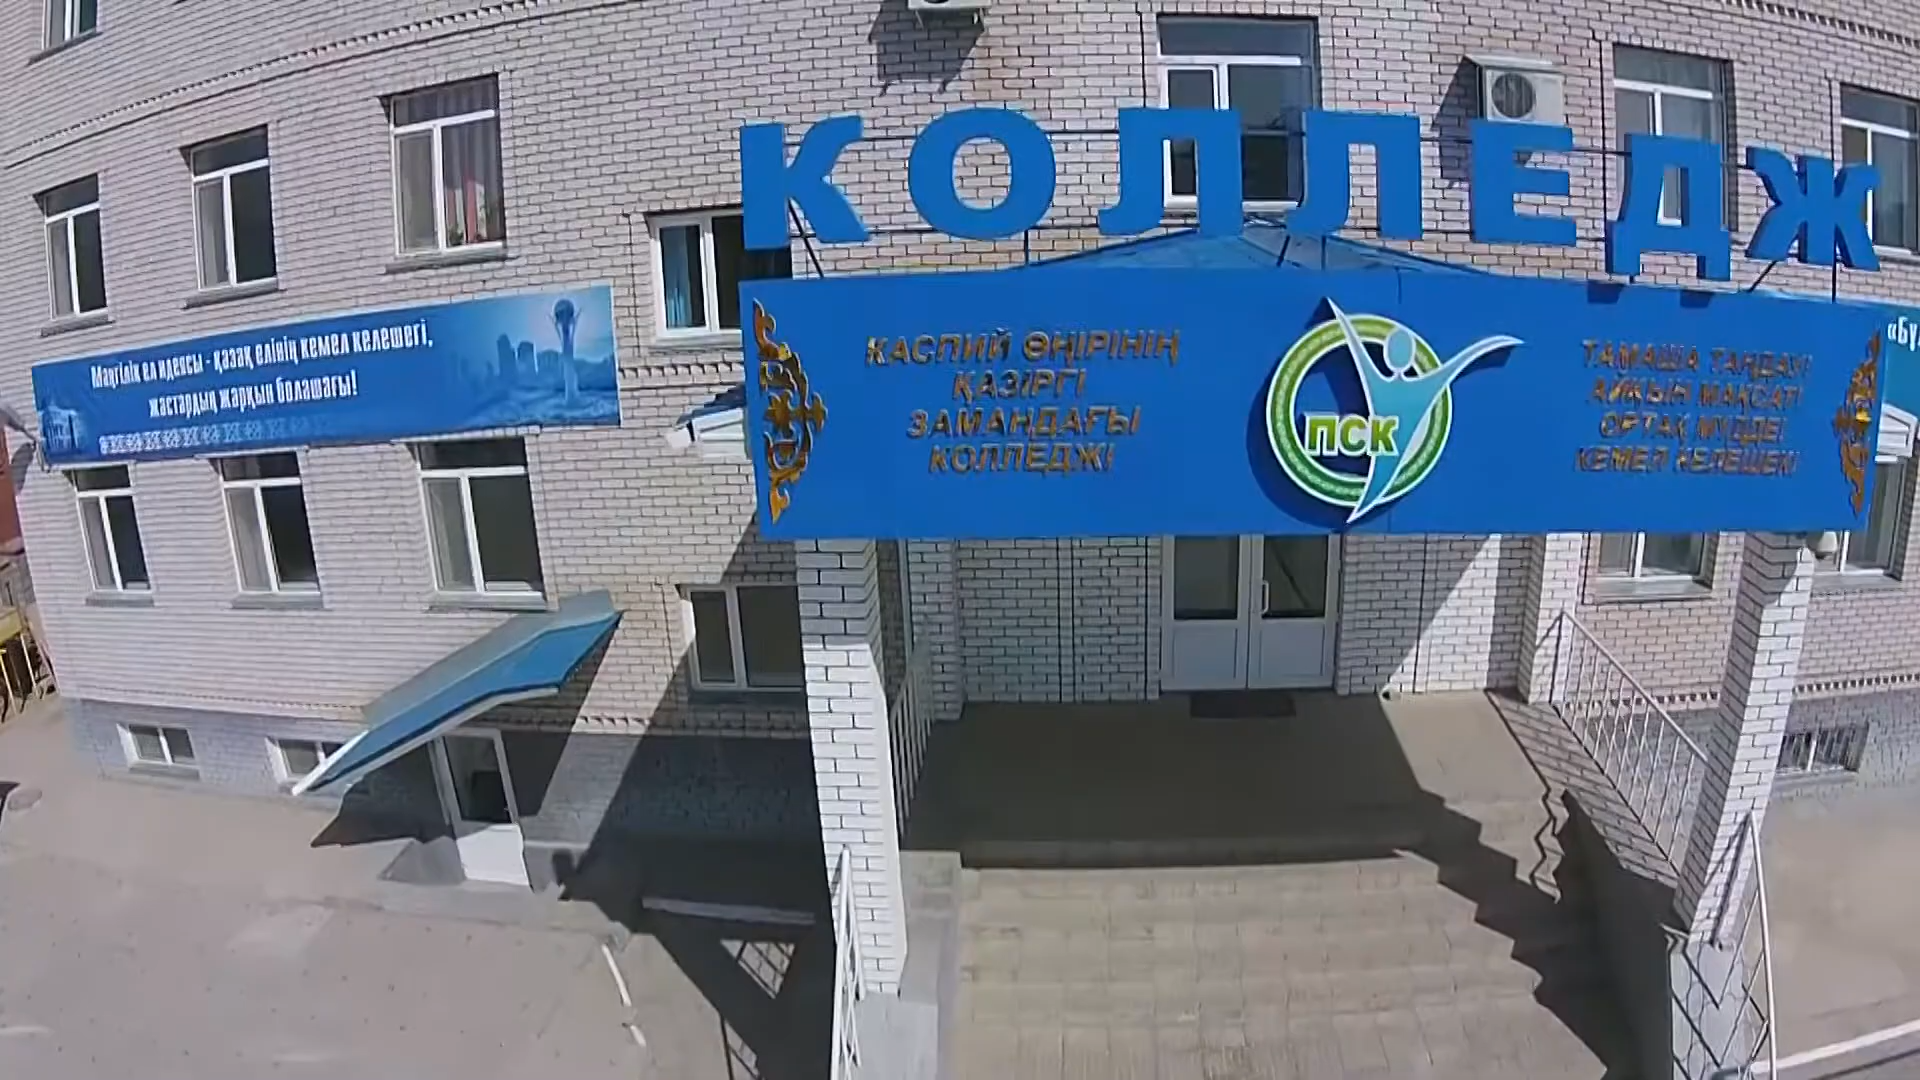 КОЛЛЕДЖ
Мәңгілік ел идеясы - қазақ елінің кемел келешегі,
жастардың жарқын болашағы!
КАСПИЙ ӨҢІРІНІҢ
ҚАЗІРГІ
ЗАМАНДАҒЫ
КОЛЛЕДЖІ
ПСК
ТАМАША ТАҢДАУ
АЙҚЫН МАҚСАТ
ОРТАҚ МҮДДЕ
КЕМЕЛ КЕЛЕШЕК